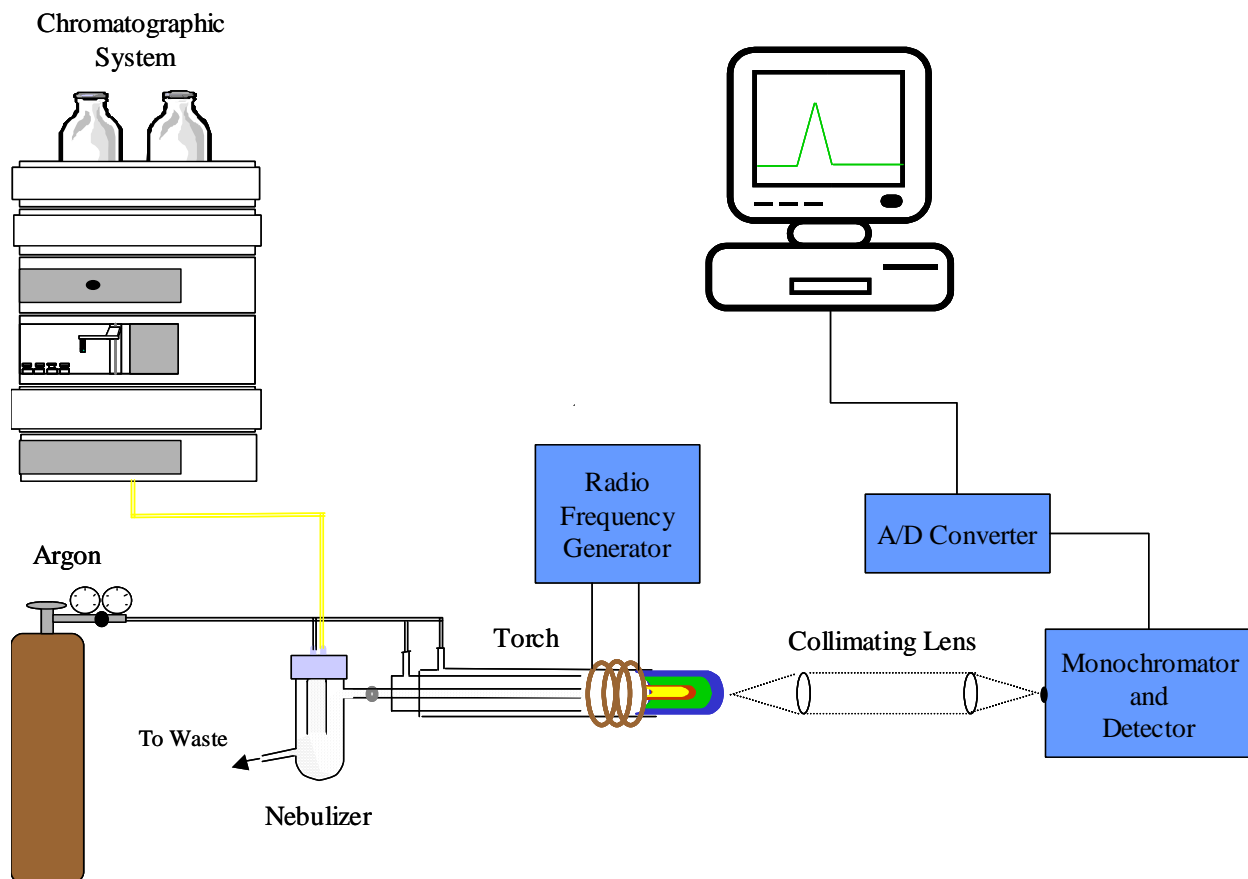 Chromatographic
System
Radio
Frequency
Generator
A/D Converter
Argon
Torch
Collimating Lens
Monochromator
and
Detector
To Waste
Nebulizer